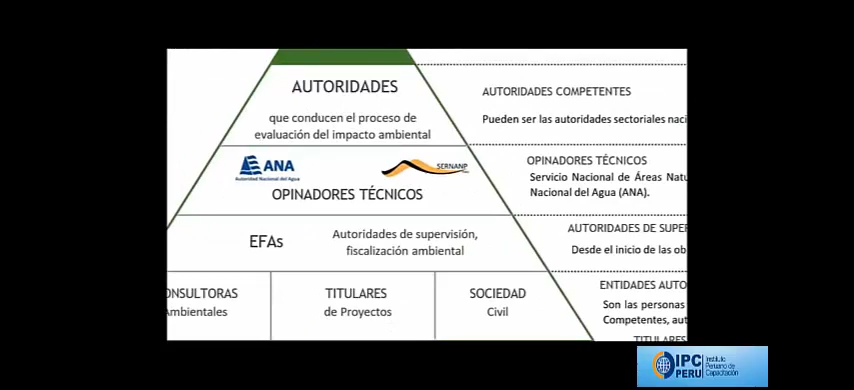 AUTORIDADES
que conducen el proceso de
evaluación del impacto ambiental
ANA
Autoridad Nacional del Agua
SERNANP
OPINADORES TÉCNICOS
EFAs
Autoridades de supervisión,
fiscalización ambiental
ONSULTORAS
Ambientales
TITULARES
de Proyectos
SOCIEDAD
Civil
AUTORIDADES COMPETENTES
Pueden ser las autoridades sectoriales naci
OPINADORES TÉCNICOS
Servicio Nacional de Áreas Natu
Nacional del Agua (ANA).
AUTORIDADES DE SUPER
Desde el inicio de las ob
ENTIDADES AUTO
Son las personas
Competentes, aut
TITULARES
IPC PERU
Instituto
Peruano de
Capacitación